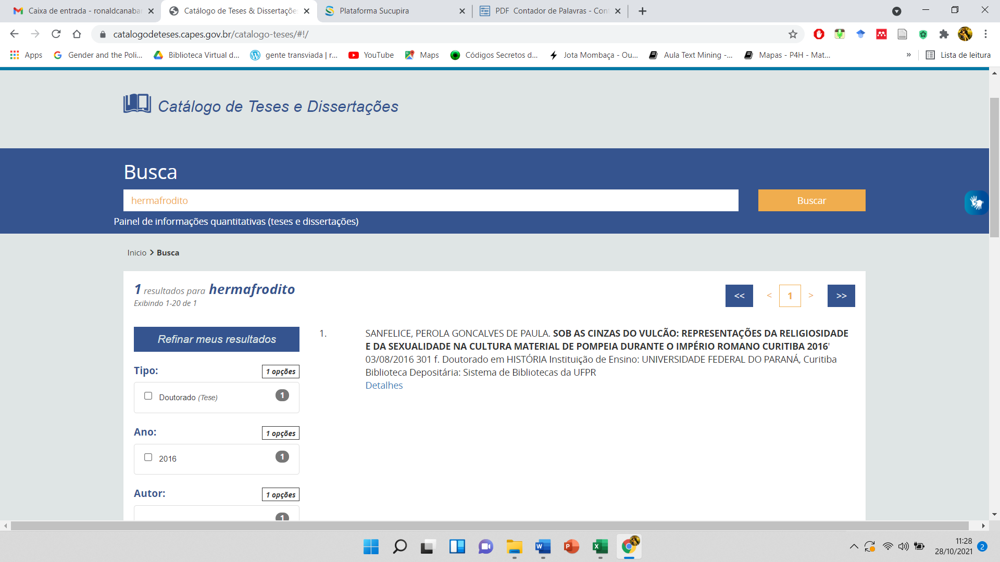 Caixa de entrada - ronaldcanabar
Catálogo de Teses & Dissertaçõe
Plataforma Sucupira
PDF Contador de Palavras - Con
catalogodeteses.capes.gov.br/catalogo-teses/#!/
Apps
Gender and the Poli...
Biblioteca Virtual d...
gente transviada | r...
YouTube
Maps
Códigos Secretos d...
Jota Mombaça - Ou...
Aula Text Mining -...
Mapas - P4H - Mat...
»
Lista de leitura
Catálogo de Teses e Dissertações
Busca
hermafrodito
Buscar
Painel de informações quantitativas (teses e dissertações)
Inicio > Busca
1 resultados para hermafrodito
Exibindo 1-20 de 1
<< < 1 > >>
Refinar meus resultados
Tipo: 1 opções
Doutorado (Tese) 1
Ano: 1 opções
2016 1
Autor: 1 opções
1
1. SANFELICE, PEROLA GONCALVES DE PAULA. SOB AS CINZAS DO VULCÃO: REPRESENTAÇÕES DA RELIGIOSIDADE
E DA SEXUALIDADE NA CULTURA MATERIAL DE POMPEIA DURANTE O IMPÉRIO ROMANO CURITIBA 2016'
03/08/2016 301 f. Doutorado em HISTÓRIA Instituição de Ensino: UNIVERSIDADE FEDERAL DO PARANÁ, Curitiba
Biblioteca Depositária: Sistema de Bibliotecas da UFPR
Detalhes
11:28
28/10/2021
2